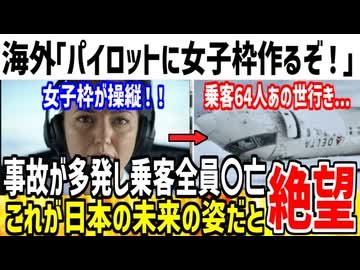 海外「パイロットに女子枠作るぞ！」
女子枠が操縦！！
乗客64人あの世行き...
DELTA
事故が多発し乗客全員〇亡
これが日本の未来の姿だと絶望